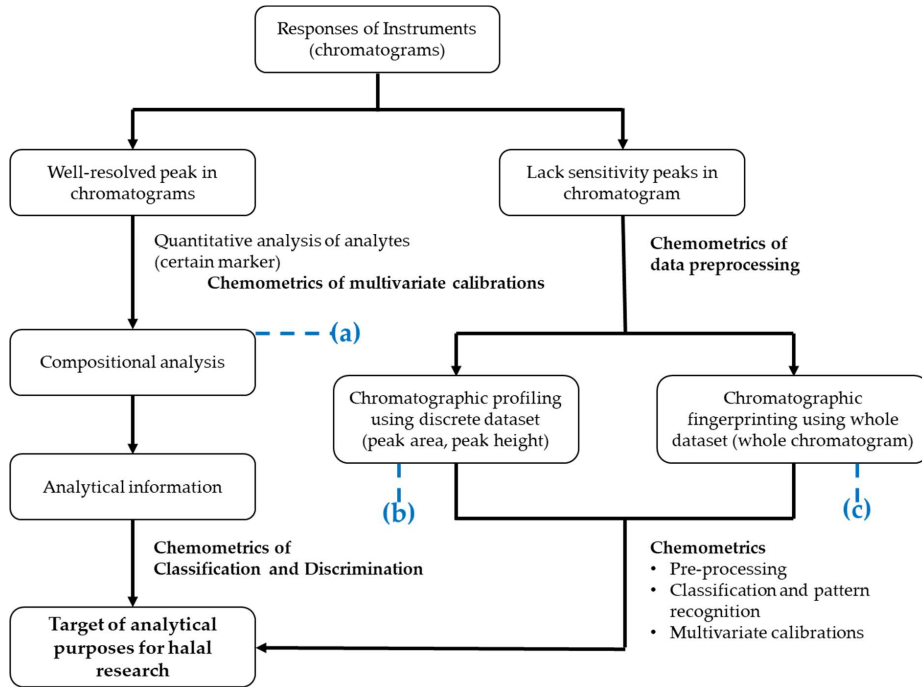 Responses of Instruments
(chromatograms)
Well-resolved peak in
chromatograms
Lack sensitivity peaks in
chromatogram
Quantitative analysis of analytes
(certain marker)
Chemometrics of multivariate calibrations
Chemometrics of
data preprocessing
(a)
Compositional analysis
Chromatographic profiling
using discrete dataset
(peak area, peak height)
Chromatographic
fingerprinting using whole
dataset (whole chromatogram)
Analytical information
(b)
(c)
Chemometrics of
Classification and Discrimination
Chemometrics
• Pre-processing
• Classification and pattern
recognition
• Multivariate calibrations
Target of analytical
purposes for halal
research